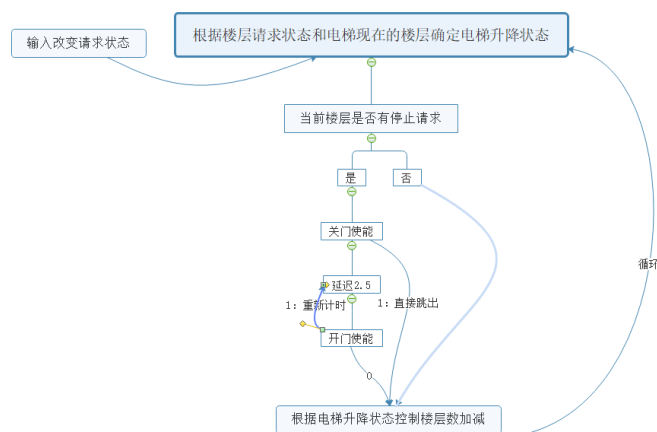 输入改变请求状态
根据楼层请求状态和电梯现在的楼层确定电梯升降状态
当前楼层是否有停止请求
是
否
关门使能
循环
延迟2.5
1：重新计时
1：直接跳出
开门使能
0
根据电梯升降状态控制楼层数加减